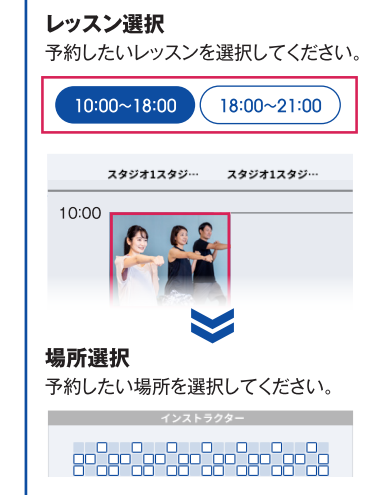 レッスン選択
予約したいレッスンを選択してください。
10:00~18:00 18:00~21:00
スタジオ1スタジ… スタジオ1スタジ…
10:00
場所選択
予約したい場所を選択してください。
インストラクター